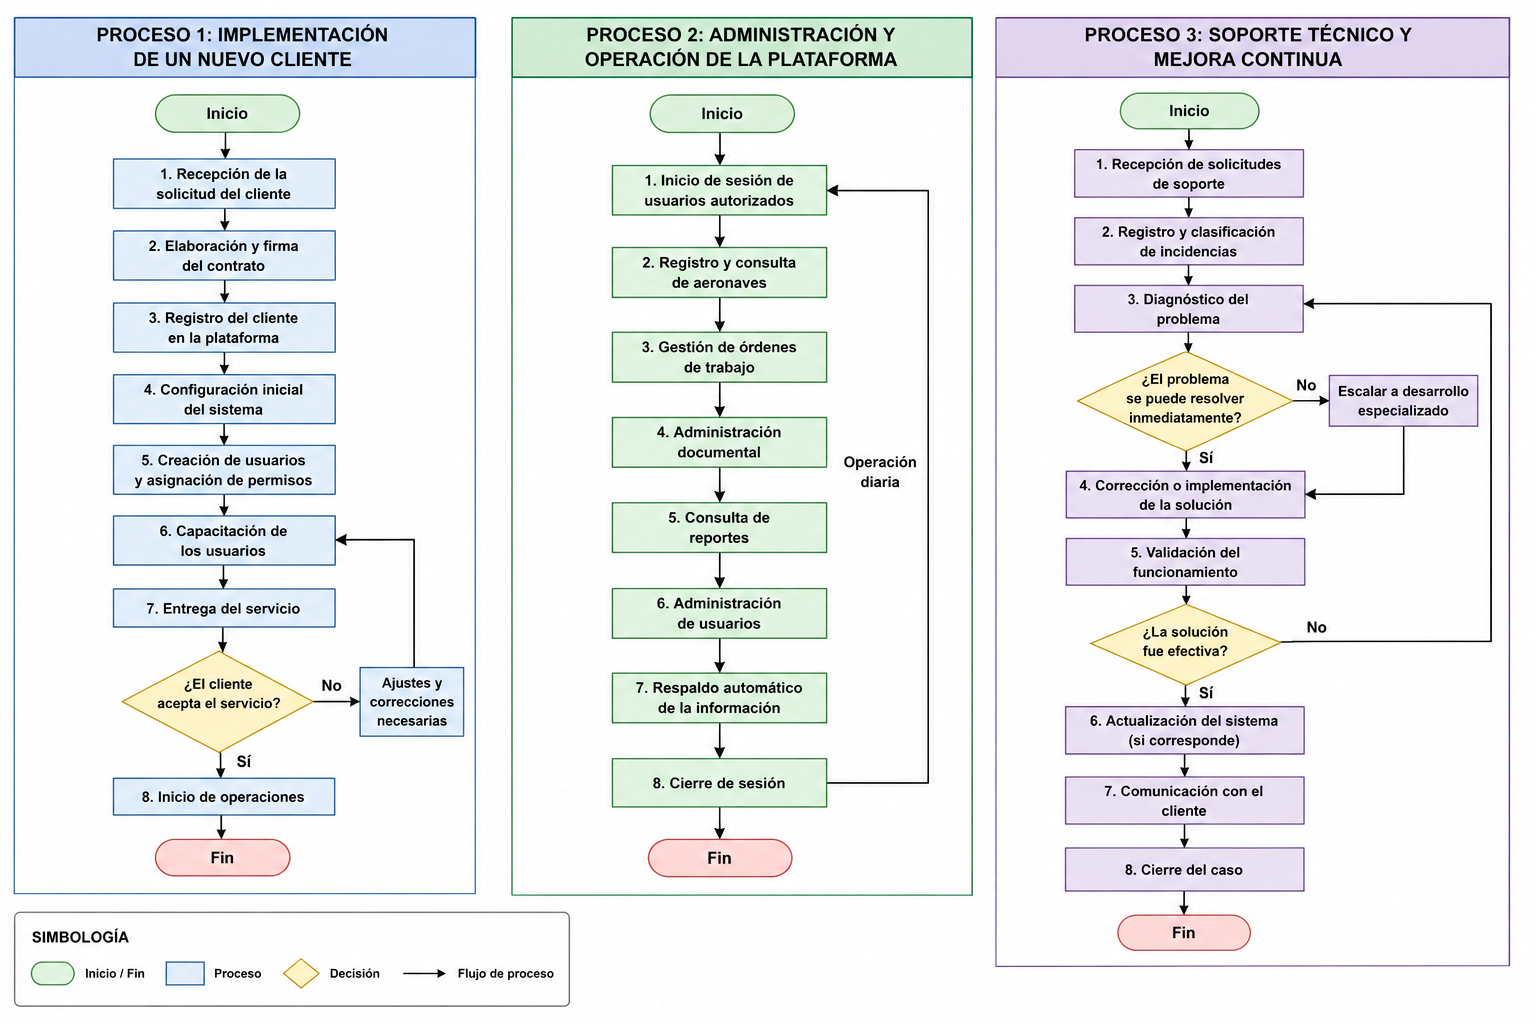 PROCESO 1: IMPLEMENTACIÓN
DE UN NUEVO CLIENTE
Inicio
1. Recepción de la
solicitud del cliente
2. Elaboración y firma
del contrato
3. Registro del cliente
en la plataforma
4. Configuración inicial
del sistema
5. Creación de usuarios
y asignación de permisos
6. Capacitación de
los usuarios
7. Entrega del servicio
¿El cliente
acepta el servicio?
No
Ajustes y
correcciones
necesarias
Sí
8. Inicio de operaciones
Fin
PROCESO 2: ADMINISTRACIÓN Y
OPERACIÓN DE LA PLATAFORMA
Inicio
1. Inicio de sesión de
usuarios autorizados
2. Registro y consulta
de aeronaves
3. Gestión de órdenes
de trabajo
4. Administración
documental
Operación
diaria
5. Consulta de
reportes
6. Administración
de usuarios
7. Respaldo automático
de la información
8. Cierre de sesión
Fin
PROCESO 3: SOPORTE TÉCNICO Y
MEJORA CONTINUA
Inicio
1. Recepción de solicitudes
de soporte
2. Registro y clasificación
de incidencias
3. Diagnóstico del
problema
¿El problema
se puede resolver
inmediatamente?
No
Escalar a desarrollo
especializado
Sí
4. Corrección o implementación
de la solución
5. Validación del
funcionamiento
¿La solución
fue efectiva?
No
Sí
6. Actualización del sistema
(si corresponde)
7. Comunicación con el
cliente
8. Cierre del caso
Fin
SIMBOLOGÍA
Inicio / Fin
Proceso
Decisión
Flujo de proceso